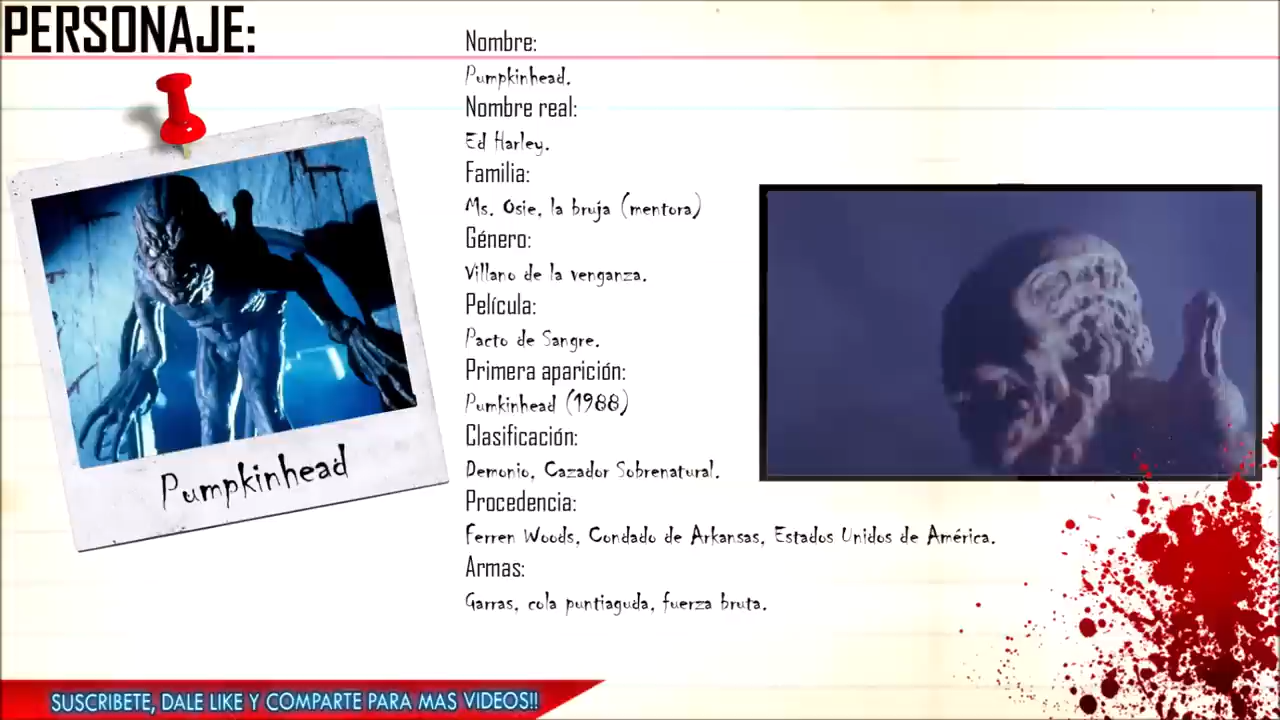 PERSONAJE:
Nombre:
Pumpkinhead.
Nombre real:
Ed Harley.
Familia:
Ms. Osie, la bruja (mentora)
Género:
Villano de la venganza.
Película:
Pacto de Sangre.
Primera aparición:
Pumkinhead (1988)
Clasificación:
Demonio, Cazador Sobrenatural.
Procedencia:
Ferren Woods, Condado de Arkansas, Estados Unidos de América.
Armas:
Garras, cola puntiaguda, fuerza bruta.
Pumpkinhead
SUSCRIBETE, DALE LIKE Y COMPARTE PARA MAS VIDEOS!!